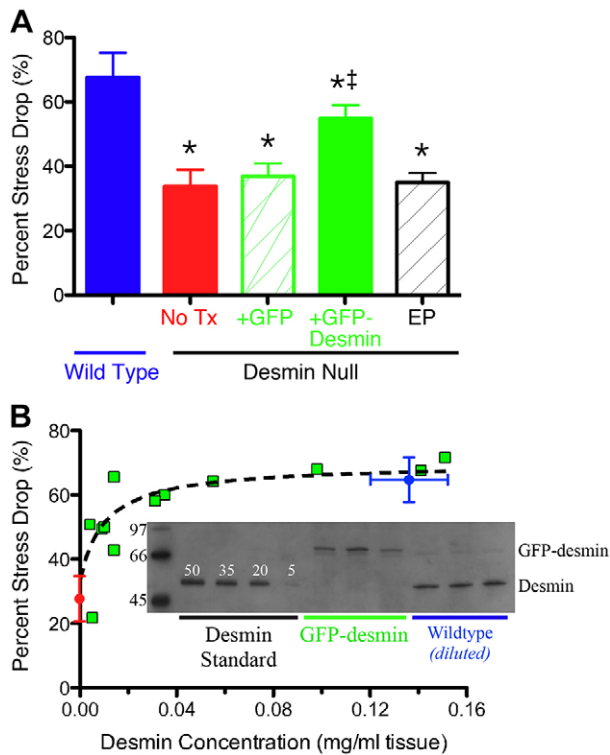 A
Percent Stress Drop (%)
80
60
40
20
0
*
*
*‡
*
No Tx
+GFP
+GFP-
Desmin
EP
Wild Type
Desmin Null
B
Percent Stress Drop (%)
80
60
40
20
0
97
66
45
50
35
20
5
GFP-desmin
Desmin
Desmin
Standard
GFP-desmin
Wildtype
(diluted)
0.00
0.04
0.08
0.12
0.16
Desmin Concentration (mg/ml tissue)